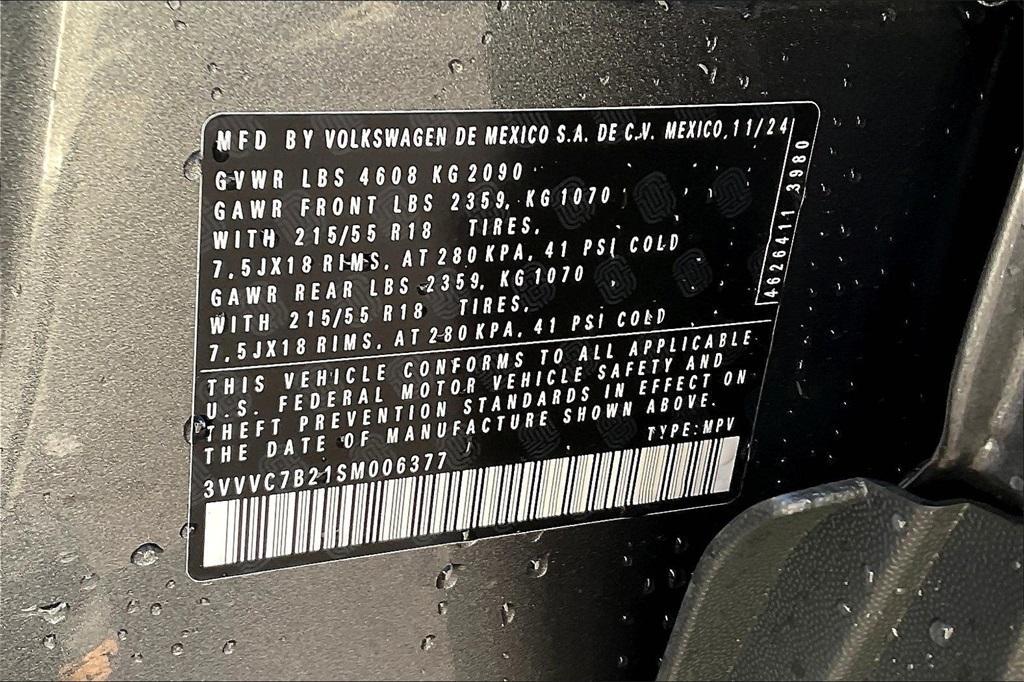 MFD BY VOLKSWAGEN DE MEXICO S.A. DE C.V. MEXICO, 11/24
GVWR LBS 4608 KG 2090
GAWR FRONT LBS 2359, KG 1070
WITH 215/55 R18 TIRES,
7,5JX18 RIMS, AT 280 KPA, 41 PSI COLD
GAWR REAR LBS 2359, KG 1070
WITH 215/55 R18 TIRES,
7,5JX18 RIMS, AT 280 KPA, 41 PSI COLD
4626411 3980
THIS VEHICLE CONFORMS TO ALL APPLICABLE
U.S. FEDERAL MOTOR VEHICLE SAFETY AND
THEFT PREVENTION STANDARDS IN EFFECT ON
THE DATE OF MANUFACTURE SHOWN ABOVE.
3VVVC7B21SM006377 TYPE: MPV